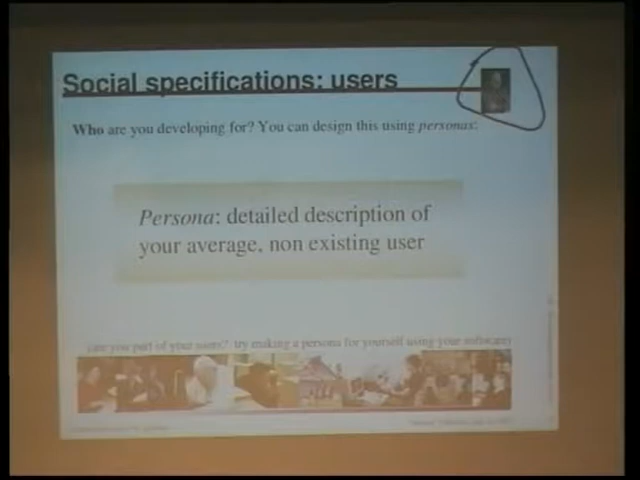 Social specifications: users
Who are you developing for? You can design this using personas:
Persona: detailed description of
your average, non existing user
(are you part of your users? try making a persona for yourself using your software)